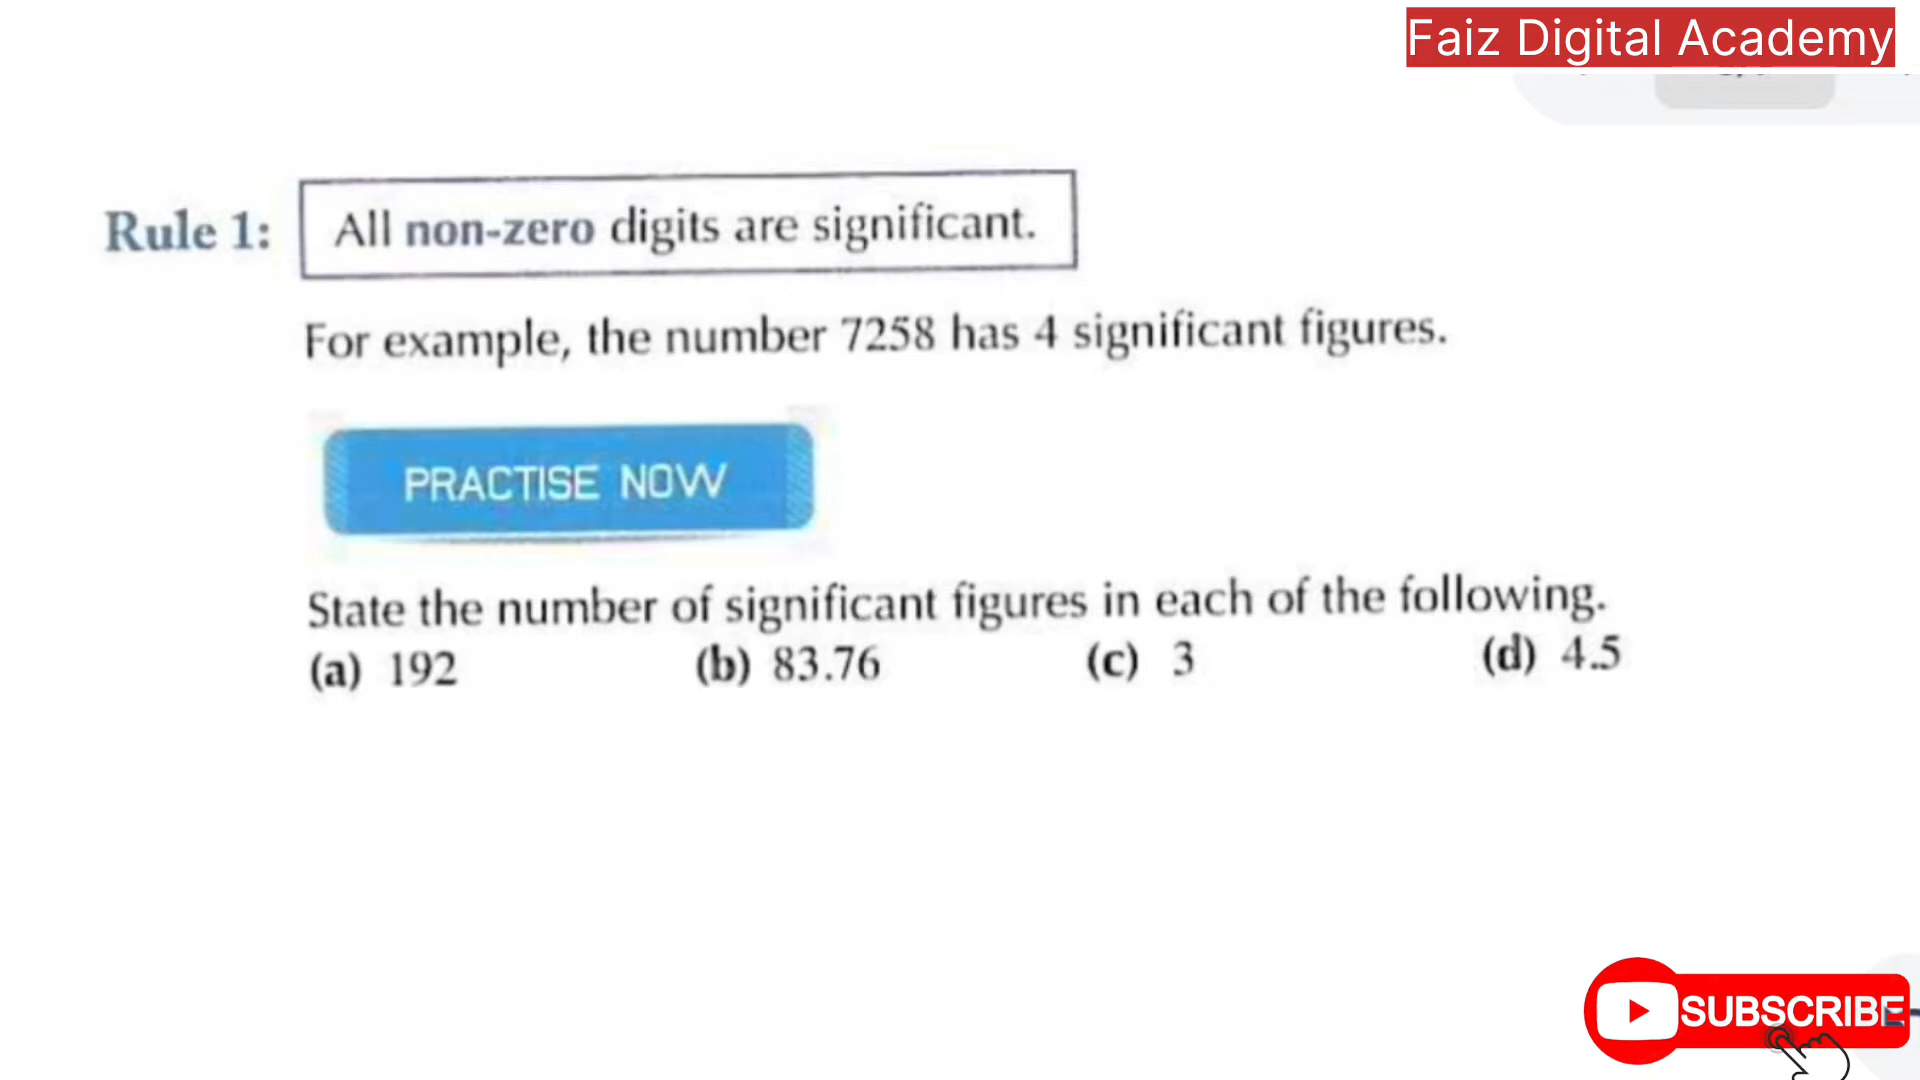 Faiz Digital Academy
Rule 1: All non-zero digits are significant.
For example, the number 7258 has 4 significant figures.
PRACTISE NOW
State the number of significant figures in each of the following.
(a) 192 (b) 83.76 (c) 3 (d) 4.5
SUBSCRIBE